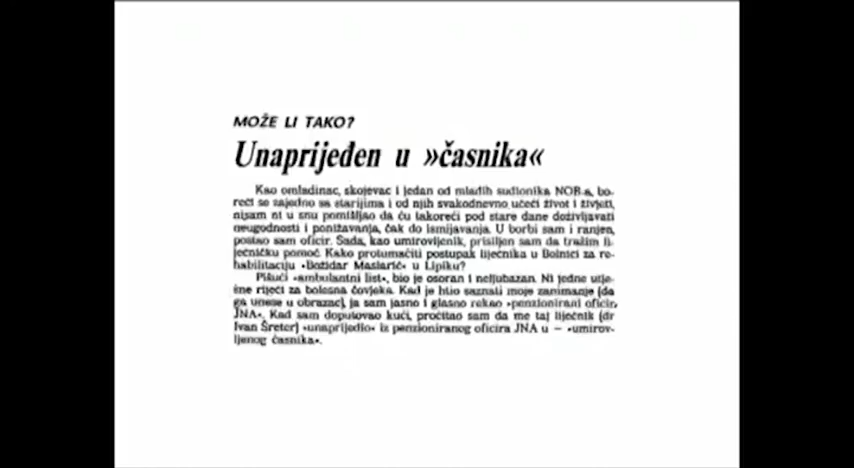 MOŽE LI TAKO?
Unaprijeđen u »časnika«
Kao omladinac, skojevac i jedan od mlađih sudionika NOB-a, bo-
reći se zajedno sa starijima i od njih svakodnevno učeći život i živjeti,
nisam ni u snu pomišljao da ću takoreći pod stare dane doživljavati
neugodnosti i ponižavanja, čak do ismijavanja. U borbi sam i ranjen,
postao sam oficir. Sada, kao umirovljenik, prisiljen sam da tražim li-
ječničku pomoć. Kako protumačiti postupak liječnika u Bolnici za re-
habilitaciju »Božidar Maslarić« u Lipiku?
Pišući »ambulantni list«, bio je osoran i neljubazan. Ni jedne utje-
šne riječi za bolesna čovjeka. Kad je htio saznati moje zanimanje (da
ga unese u obrazac), ja sam jasno i glasno rekao »penzionirani oficir
JNA«. Kad sam doputovao kući, pročitao sam da me taj liječnik (dr
Ivan Šreter) »unaprijedio« iz penzioniranog oficira JNA u — »umirov-
ljenog časnika«.